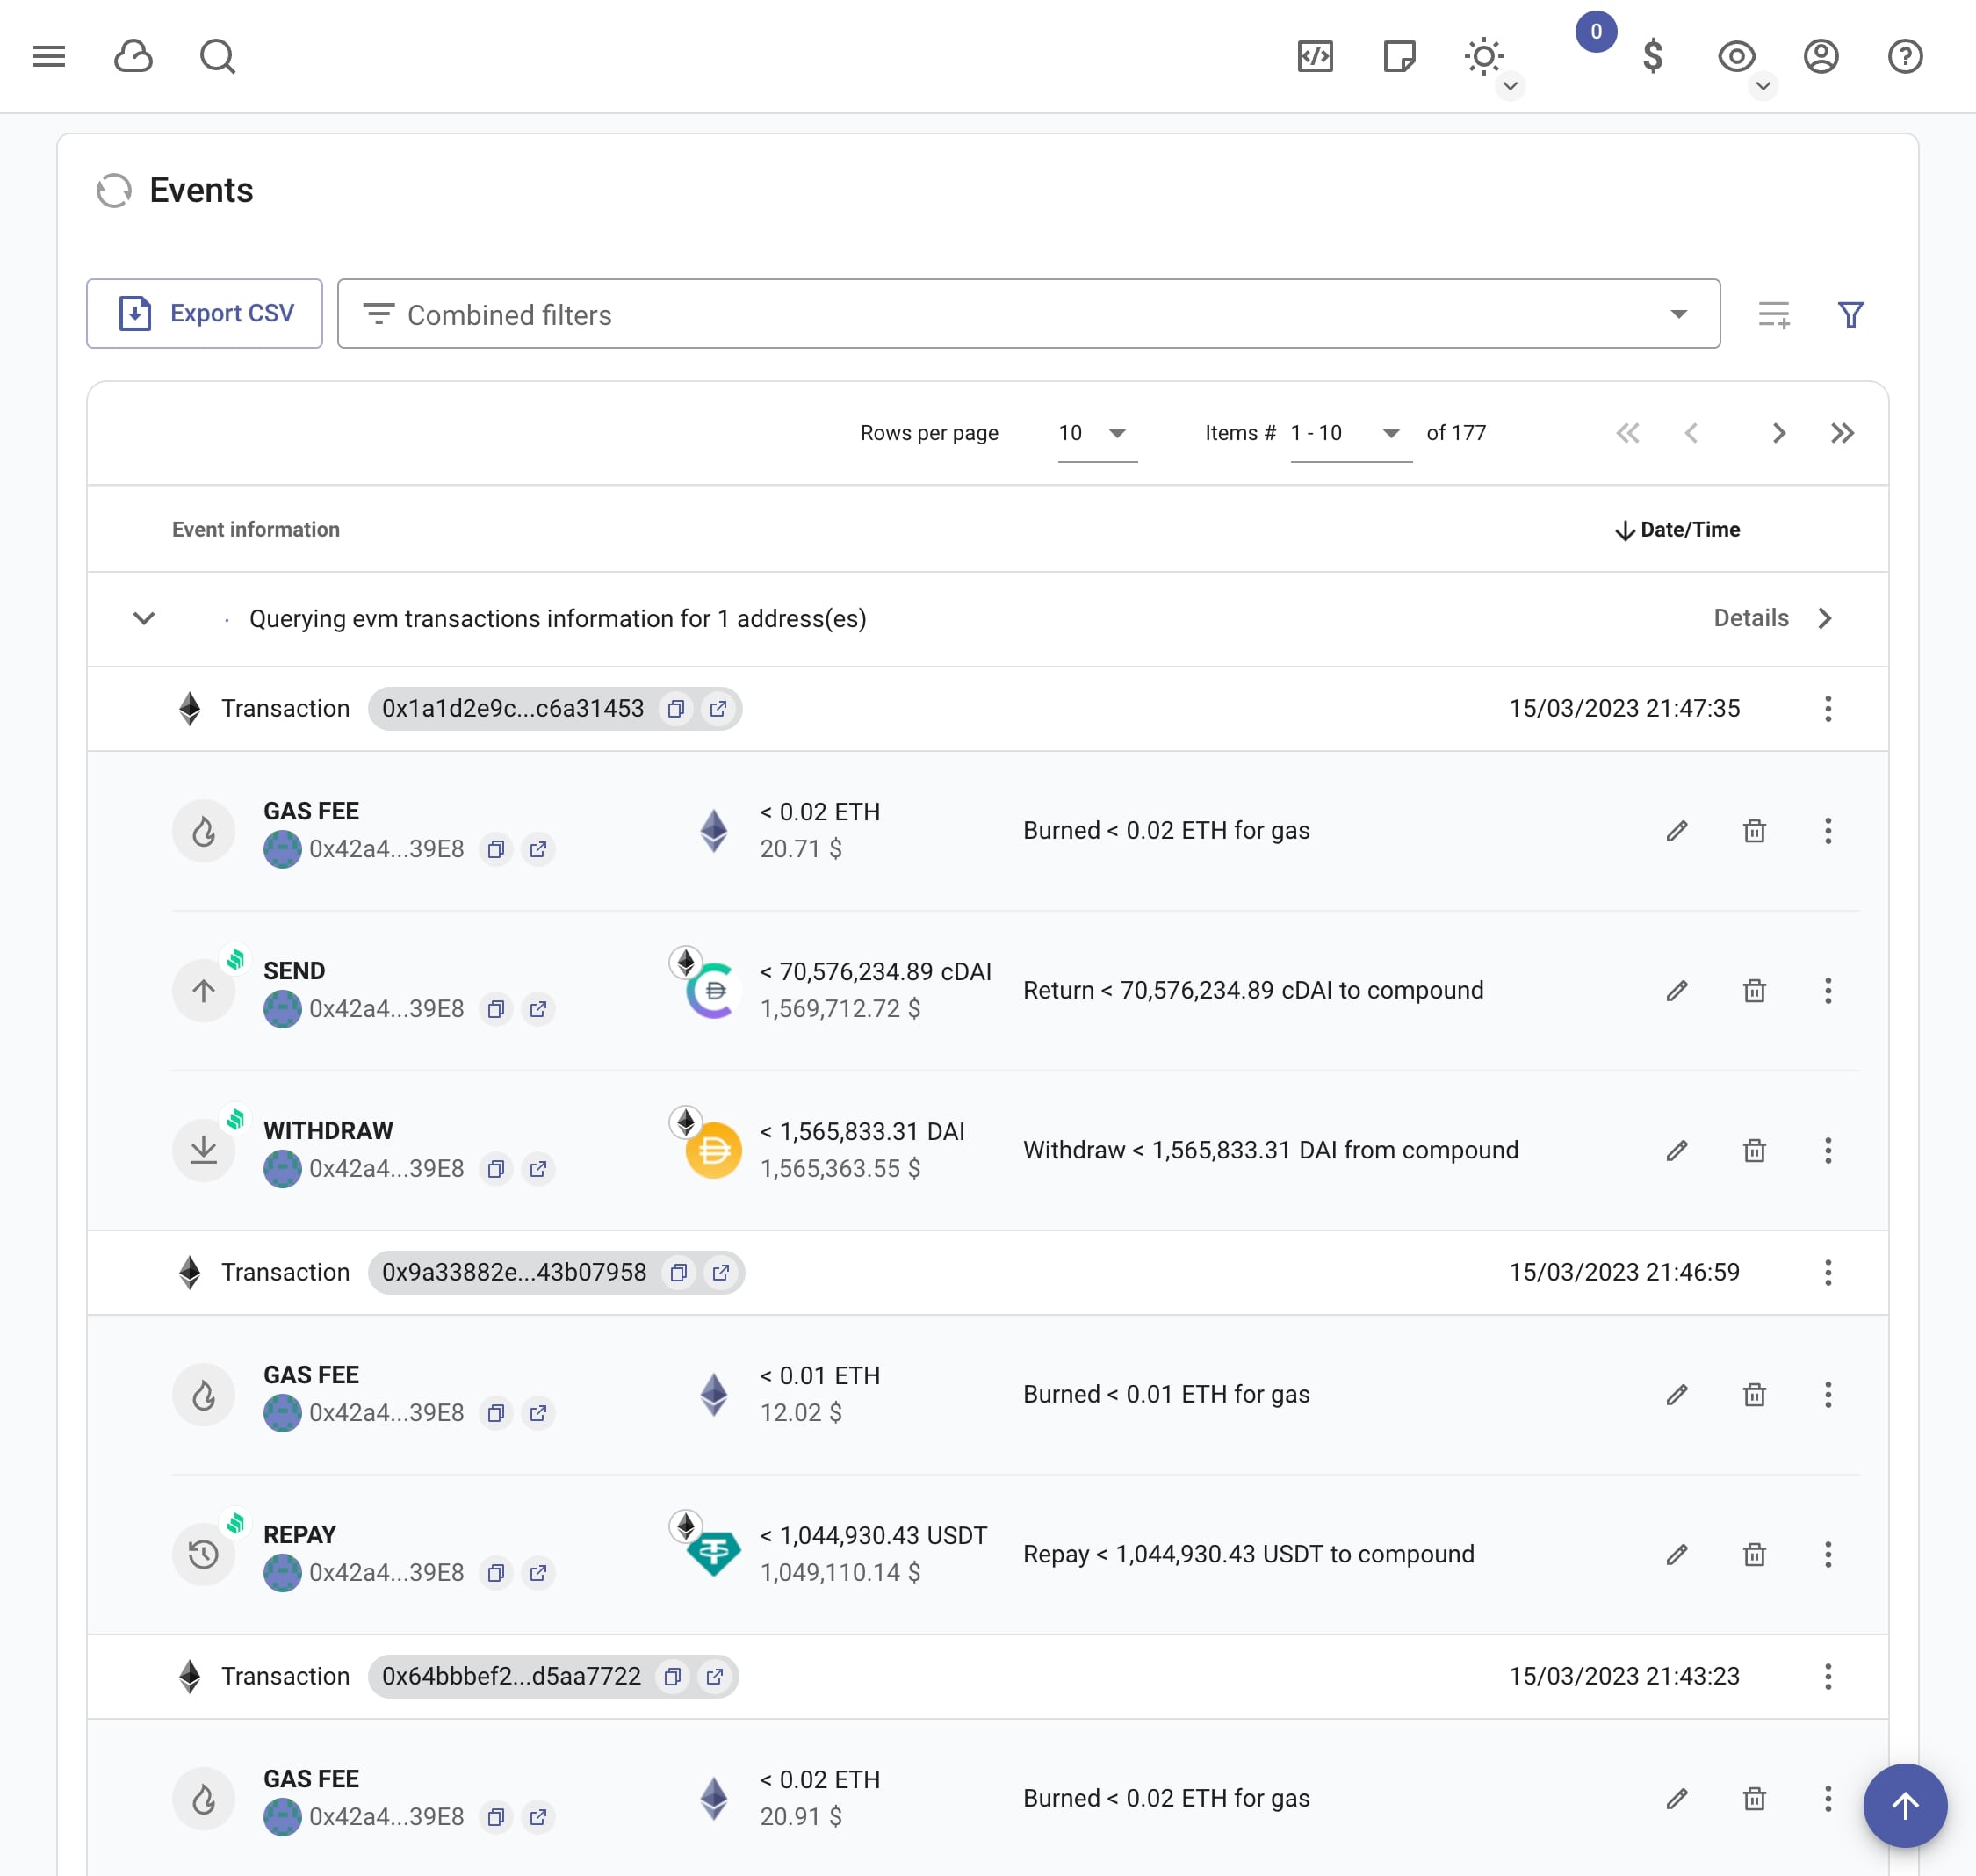 0
$
Events
Export CSV
Combined filters
Rows per page 10 Items # 1 - 10 of 177
Event information Date/Time
· Querying evm transactions information for 1 address(es) Details
Transaction 0x1a1d2e9c...c6a31453 15/03/2023 21:47:35
GAS FEE
0x42a4...39E8
< 0.02 ETH
20.71 $
Burned < 0.02 ETH for gas
SEND
0x42a4...39E8
< 70,576,234.89 cDAI
1,569,712.72 $
Return < 70,576,234.89 cDAI to compound
WITHDRAW
0x42a4...39E8
< 1,565,833.31 DAI
1,565,363.55 $
Withdraw < 1,565,833.31 DAI from compound
Transaction 0x9a33882e...43b07958 15/03/2023 21:46:59
GAS FEE
0x42a4...39E8
< 0.01 ETH
12.02 $
Burned < 0.01 ETH for gas
REPAY
0x42a4...39E8
< 1,044,930.43 USDT
1,049,110.14 $
Repay < 1,044,930.43 USDT to compound
Transaction 0x64bbbef2...d5aa7722 15/03/2023 21:43:23
GAS FEE
0x42a4...39E8
< 0.02 ETH
20.91 $
Burned < 0.02 ETH for gas